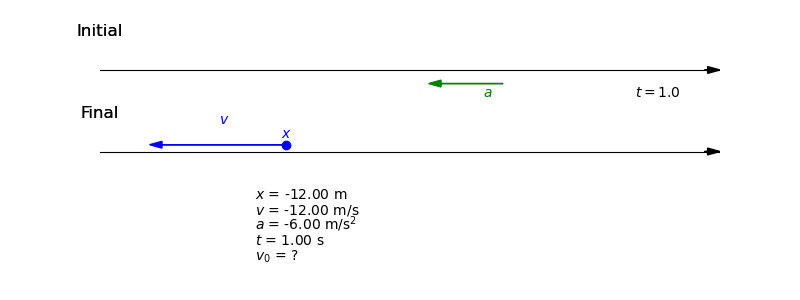 Initial
a
t = 1.0
Final
v
x
x = -12.00 m
v = -12.00 m/s
a = -6.00 m/s²
t = 1.00 s
v₀ = ?